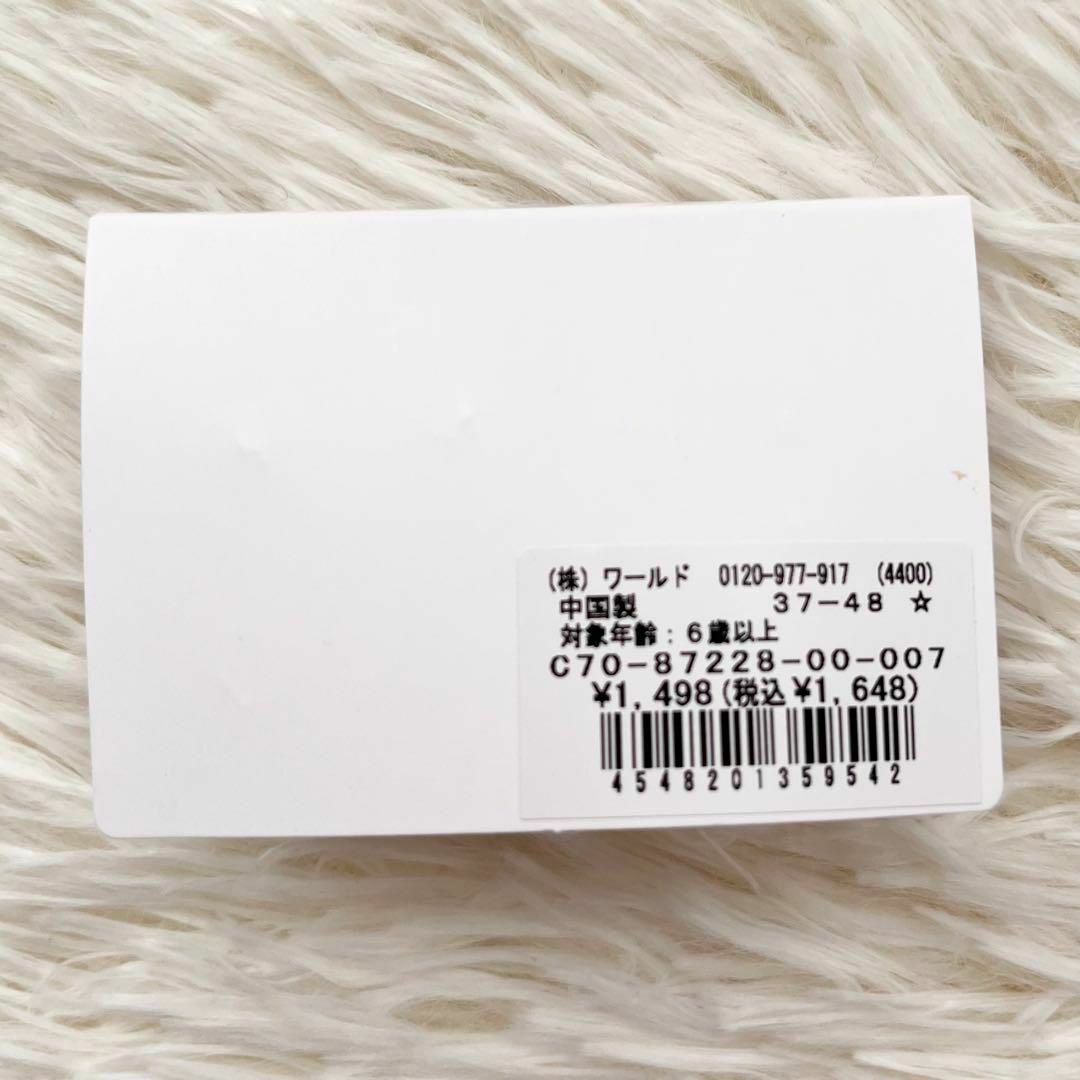 (株) ワールド 0120-977-917 (4400)
中国製 37-48 ☆
対象年齢：6歳以上
C70-87228-00-007
¥1,498(税込¥1,648)
4548201359542